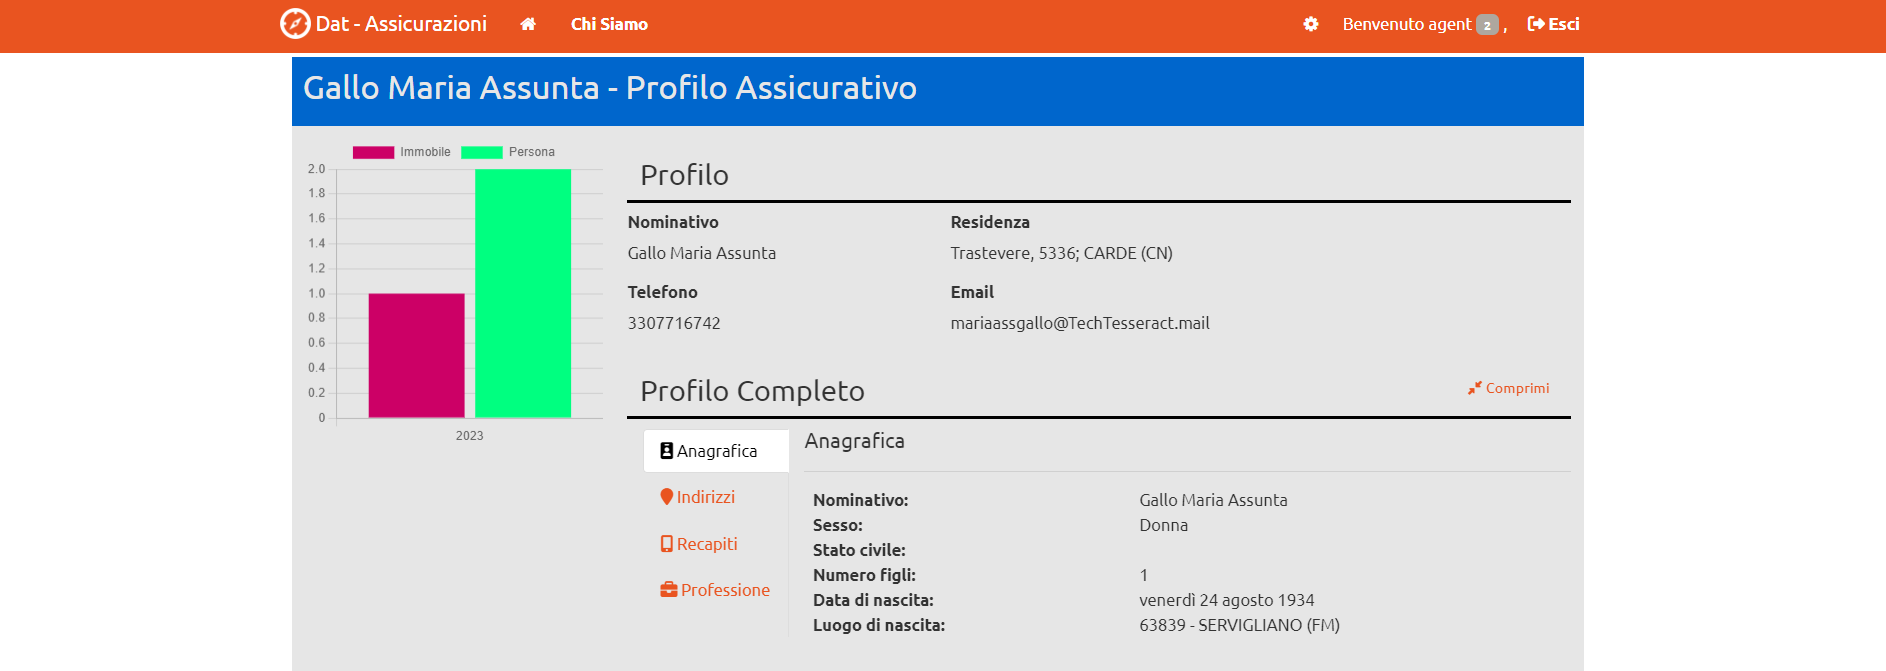 Dat - Assicurazioni Chi Siamo Benvenuto agent 2 , Esci
Gallo Maria Assunta - Profilo Assicurativo
Immobile Persona
2.0
1.8
1.6
1.4
1.2
1.0
0.8
0.6
0.4
0.2
0
2023
Profilo
Nominativo Residenza
Gallo Maria Assunta Trastevere, 5336; CARDE (CN)
Telefono Email
3307716742 mariaassgallo@TechTesseract.mail
Profilo Completo Comprimi
Anagrafica
Indirizzi
Recapiti
Professione
Anagrafica
Nominativo: Gallo Maria Assunta
Sesso: Donna
Stato civile:
Numero figli: 1
Data di nascita: venerdì 24 agosto 1934
Luogo di nascita: 63839 - SERVIGLIANO (FM)